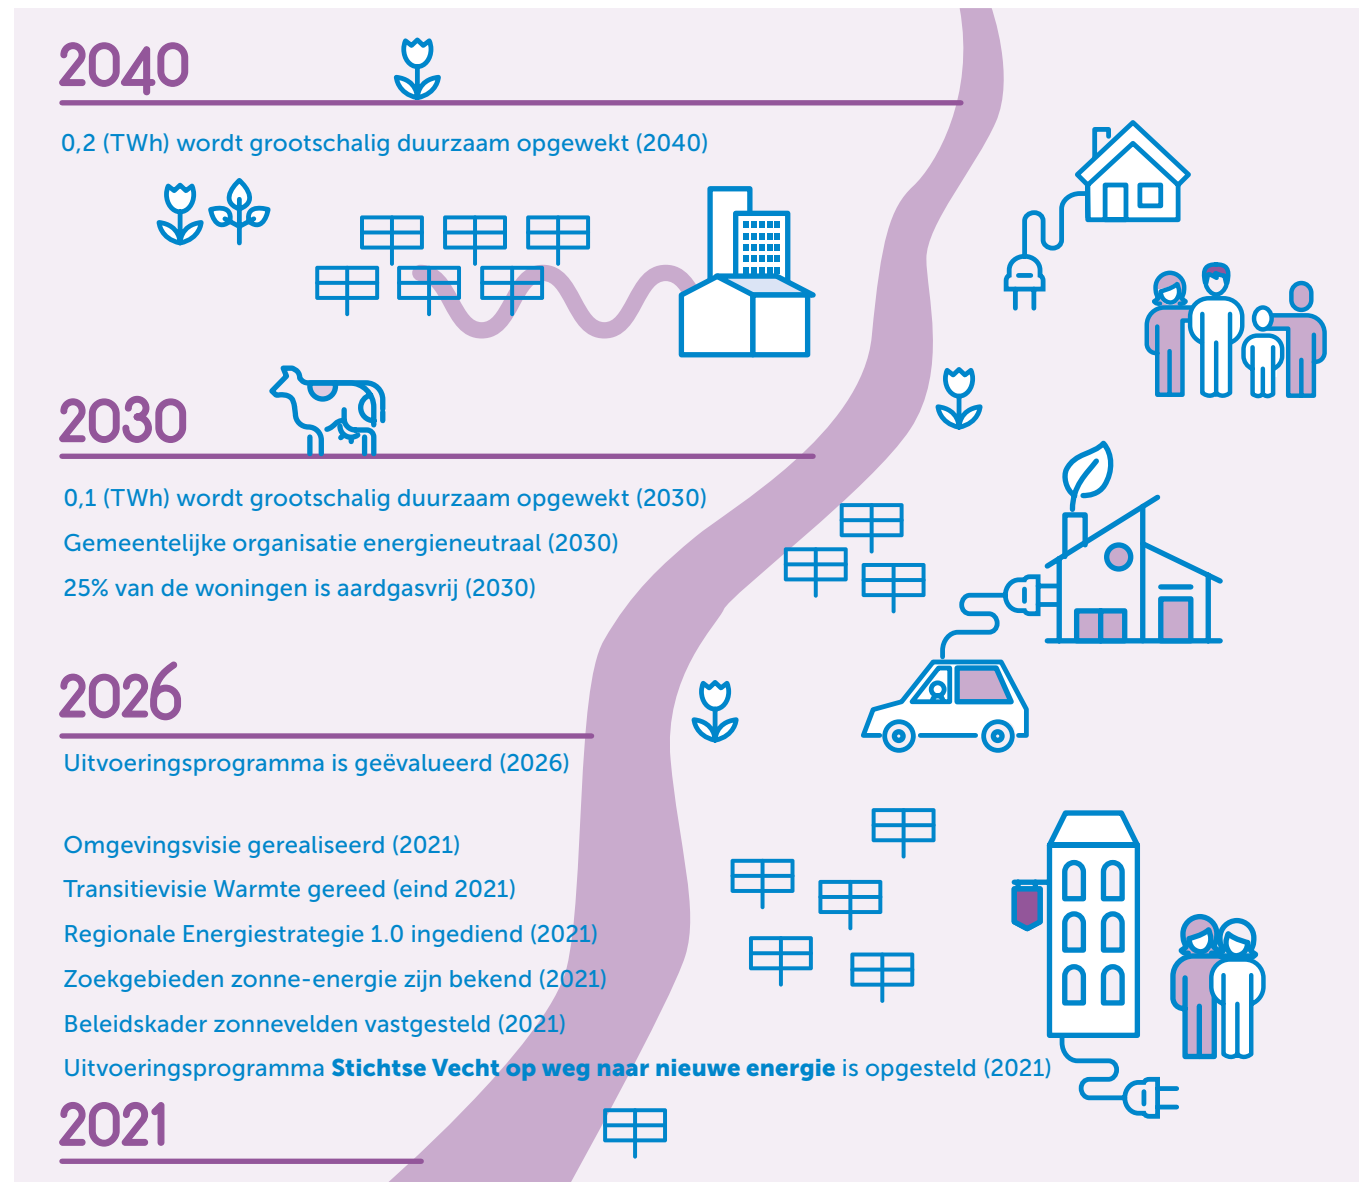 2040
0,2 (TWh) wordt grootschalig duurzaam opgewekt (2040)
2030
0,1 (TWh) wordt grootschalig duurzaam opgewekt (2030)
Gemeentelijke organisatie energieneutraal (2030)
25% van de woningen is aardgasvrij (2030)
2026
Uitvoeringsprogramma is geëvalueerd (2026)
Omgevingsvisie gerealiseerd (2021)
Transitievisie Warmte gereed (eind 2021)
Regionale Energiestrategie 1.0 ingediend (2021)
Zoekgebieden zonne-energie zijn bekend (2021)
Beleidskader zonnevelden vastgesteld (2021)
Uitvoeringsprogramma Stichtse Vecht op weg naar nieuwe energie is opgesteld (2021)
2021